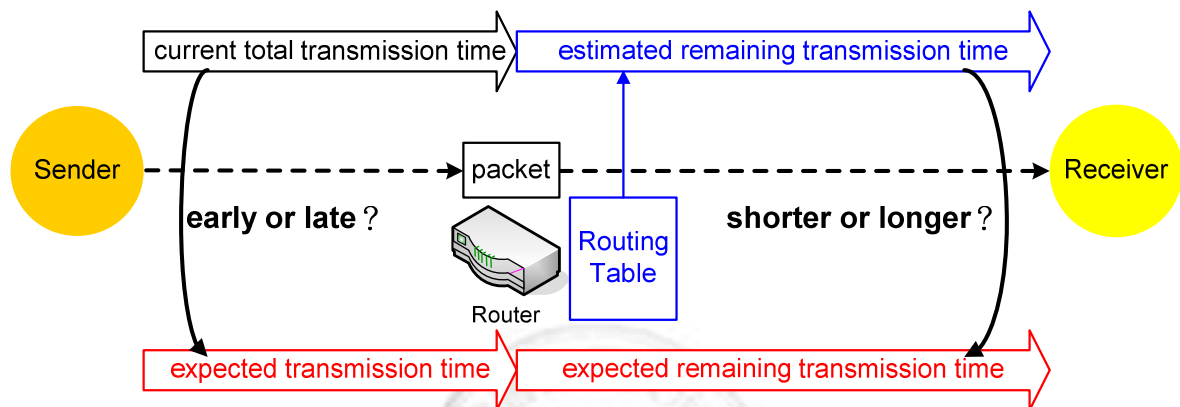 current total transmission time
estimated remaining transmission time
Sender
packet
Receiver
early or late？
shorter or longer？
Routing
Table
Router
expected transmission time
expected remaining transmission time